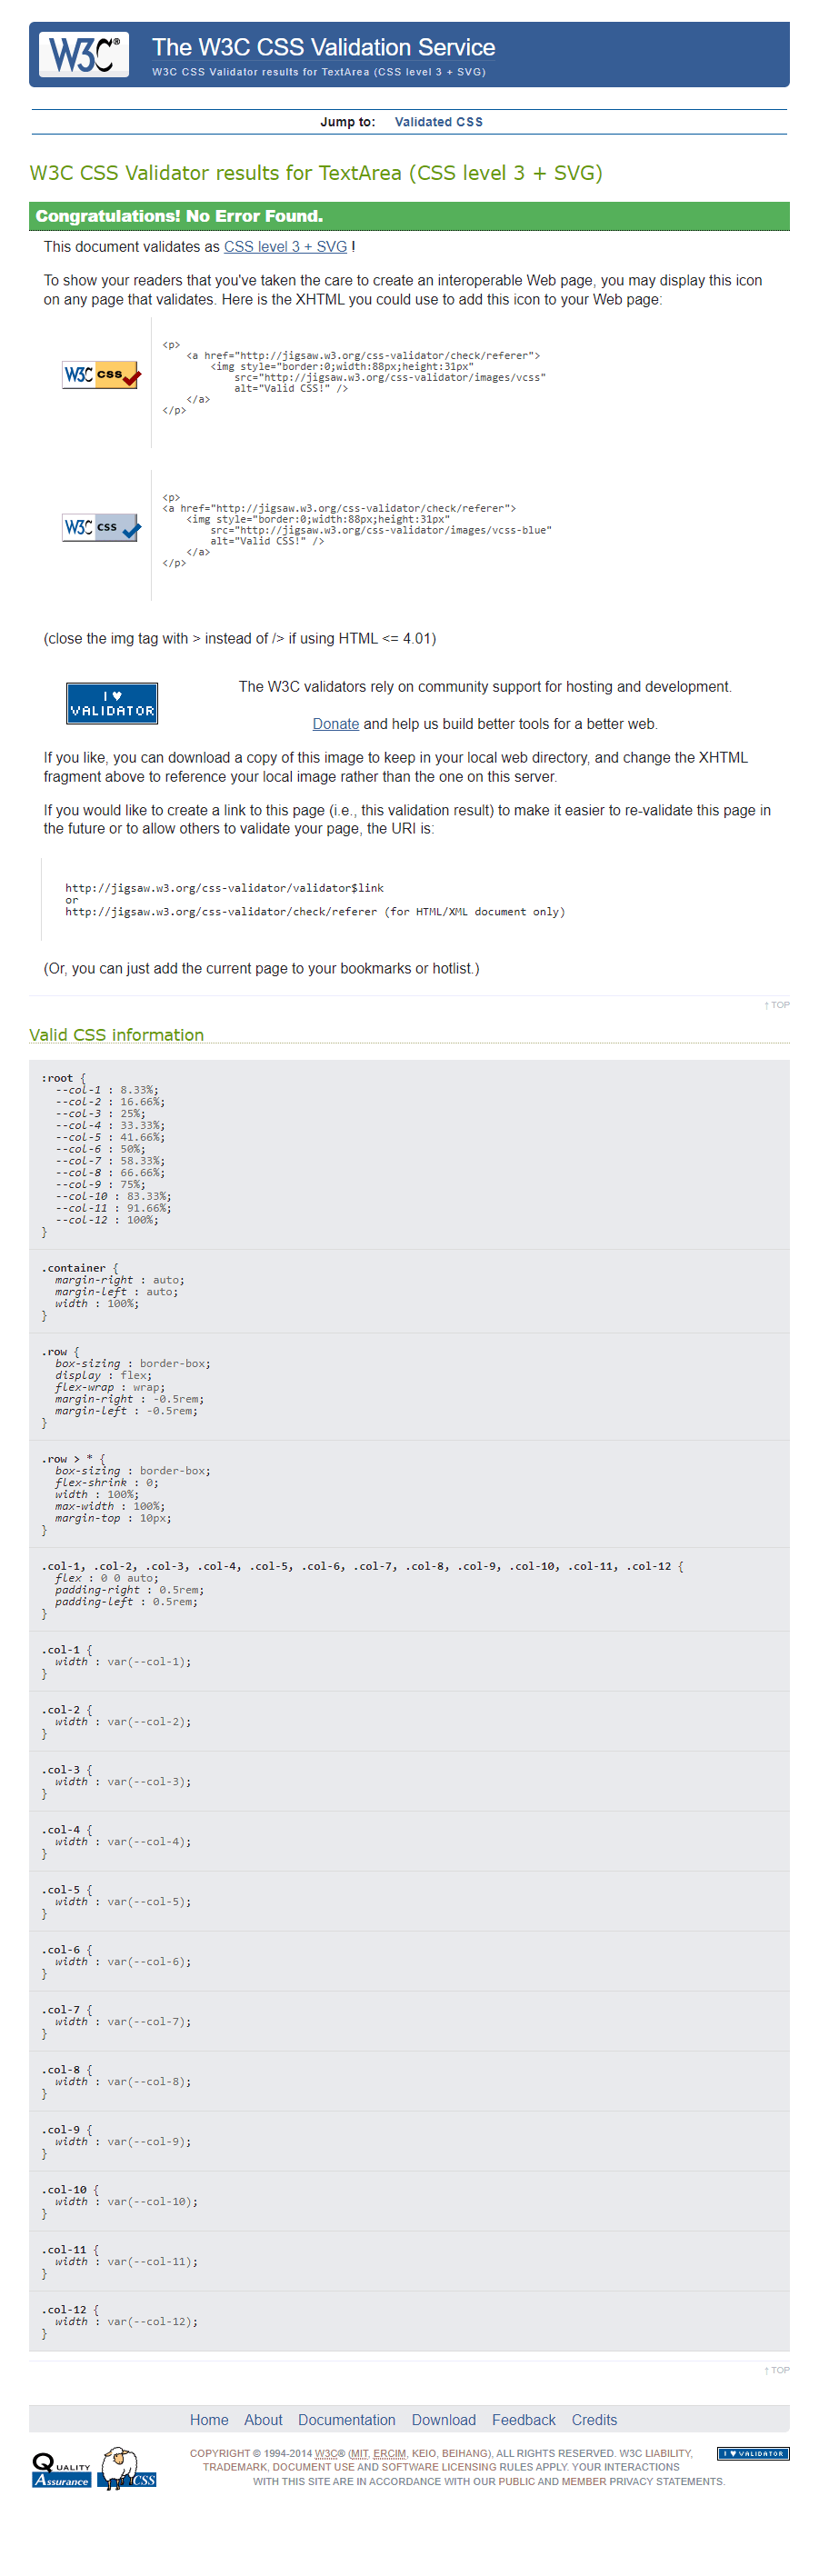 W3C®
The W3C CSS Validation Service
W3C CSS Validator results for TextArea (CSS level 3 + SVG)
Jump to: Validated CSS
W3C CSS Validator results for TextArea (CSS level 3 + SVG)
Congratulations! No Error Found.
This document validates as CSS level 3 + SVG !
To show your readers that you've taken the care to create an interoperable Web page, you may display this icon
on any page that validates. Here is the XHTML you could use to add this icon to your Web page:
W3C css
<p>
<a href="http://jigsaw.w3.org/css-validator/check/referer">
<img style="border:0;width:88px;height:31px"
src="http://jigsaw.w3.org/css-validator/images/vcss"
alt="Valid CSS!" />
</a>
</p>
W3C css
<p>
<a href="http://jigsaw.w3.org/css-validator/check/referer">
<img style="border:0;width:88px;height:31px"
src="http://jigsaw.w3.org/css-validator/images/vcss-blue"
alt="Valid CSS!" />
</a>
</p>
(close the img tag with > instead of /> if using HTML <= 4.01)
I ♥
VALIDATOR
The W3C validators rely on community support for hosting and development.
Donate and help us build better tools for a better web.
If you like, you can download a copy of this image to keep in your local web directory, and change the XHTML
fragment above to reference your local image rather than the one on this server.
If you would like to create a link to this page (i.e., this validation result) to make it easier to re-validate this page in
the future or to allow others to validate your page, the URI is:
http://jigsaw.w3.org/css-validator/validator$link
or
http://jigsaw.w3.org/css-validator/check/referer (for HTML/XML document only)
(Or, you can just add the current page to your bookmarks or hotlist.)
↑ TOP
Valid CSS information
:root {
--col-1 : 8.33%;
--col-2 : 16.66%;
--col-3 : 25%;
--col-4 : 33.33%;
--col-5 : 41.66%;
--col-6 : 50%;
--col-7 : 58.33%;
--col-8 : 66.66%;
--col-9 : 75%;
--col-10 : 83.33%;
--col-11 : 91.66%;
--col-12 : 100%;
}
.container {
margin-right : auto;
margin-left : auto;
width : 100%;
}
.row {
box-sizing : border-box;
display : flex;
flex-wrap : wrap;
margin-right : -0.5rem;
margin-left : -0.5rem;
}
.row > * {
box-sizing : border-box;
flex-shrink : 0;
width : 100%;
max-width : 100%;
margin-top : 10px;
}
.col-1, .col-2, .col-3, .col-4, .col-5, .col-6, .col-7, .col-8, .col-9, .col-10, .col-11, .col-12 {
flex : 0 0 auto;
padding-right : 0.5rem;
padding-left : 0.5rem;
}
.col-1 {
width : var(--col-1);
}
.col-2 {
width : var(--col-2);
}
.col-3 {
width : var(--col-3);
}
.col-4 {
width : var(--col-4);
}
.col-5 {
width : var(--col-5);
}
.col-6 {
width : var(--col-6);
}
.col-7 {
width : var(--col-7);
}
.col-8 {
width : var(--col-8);
}
.col-9 {
width : var(--col-9);
}
.col-10 {
width : var(--col-10);
}
.col-11 {
width : var(--col-11);
}
.col-12 {
width : var(--col-12);
}
↑ TOP
Home About Documentation Download Feedback Credits
QUALITY
Assurance
CSS
COPYRIGHT © 1994-2014 W3C® (MIT, ERCIM, KEIO, BEIHANG), ALL RIGHTS RESERVED. W3C LIABILITY,
TRADEMARK, DOCUMENT USE AND SOFTWARE LICENSING RULES APPLY. YOUR INTERACTIONS
WITH THIS SITE ARE IN ACCORDANCE WITH OUR PUBLIC AND MEMBER PRIVACY STATEMENTS.
I ♥ VALIDATOR